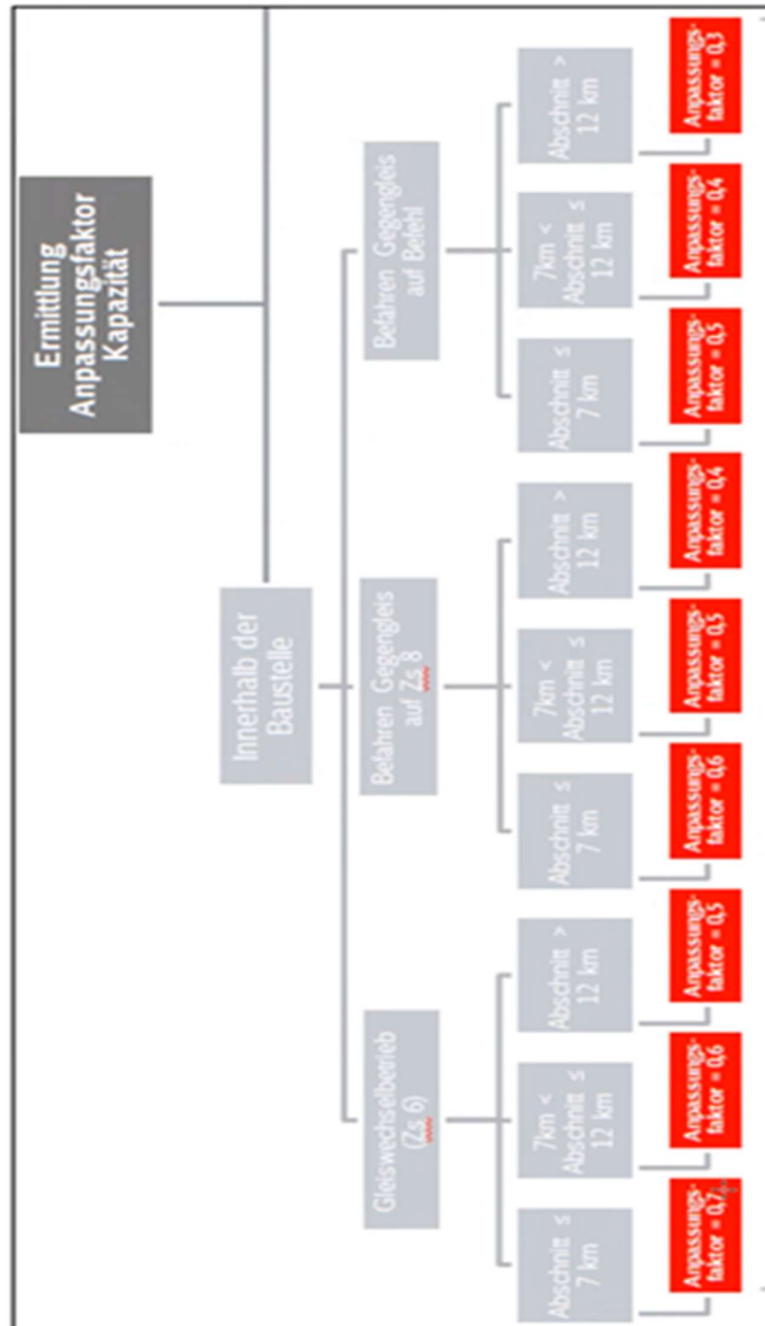 Ermittlung
Anpassungsfaktor
Kapazität
Innerhalb der
Baustelle
Gleiswechselbetrieb
(Zs 6)
Befahren Gegengleis
auf Zs 8
Befahren Gegengleis
auf Befehl
Abschnitt ≤
7 km
7km <
Abschnitt ≤
12 km
Abschnitt >
12 km
Abschnitt ≤
7 km
7km <
Abschnitt ≤
12 km
Abschnitt >
12 km
Abschnitt ≤
7 km
7km <
Abschnitt ≤
12 km
Abschnitt >
12 km
Anpassungs-
faktor = 0,7
Anpassungs-
faktor = 0,6
Anpassungs-
faktor = 0,5
Anpassungs-
faktor = 0,6
Anpassungs-
faktor = 0,5
Anpassungs-
faktor = 0,4
Anpassungs-
faktor = 0,5
Anpassungs-
faktor = 0,4
Anpassungs-
faktor = 0,3